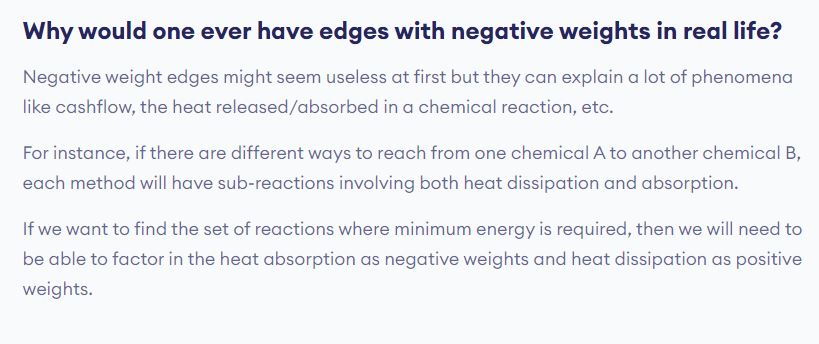 Why would one ever have edges with negative weights in real life?
Negative weight edges might seem useless at first but they can explain a lot of phenomena
like cashflow, the heat released/absorbed in a chemical reaction, etc.
For instance, if there are different ways to reach from one chemical A to another chemical B,
each method will have sub-reactions involving both heat dissipation and absorption.
If we want to find the set of reactions where minimum energy is required, then we will need to
be able to factor in the heat absorption as negative weights and heat dissipation as positive
weights.